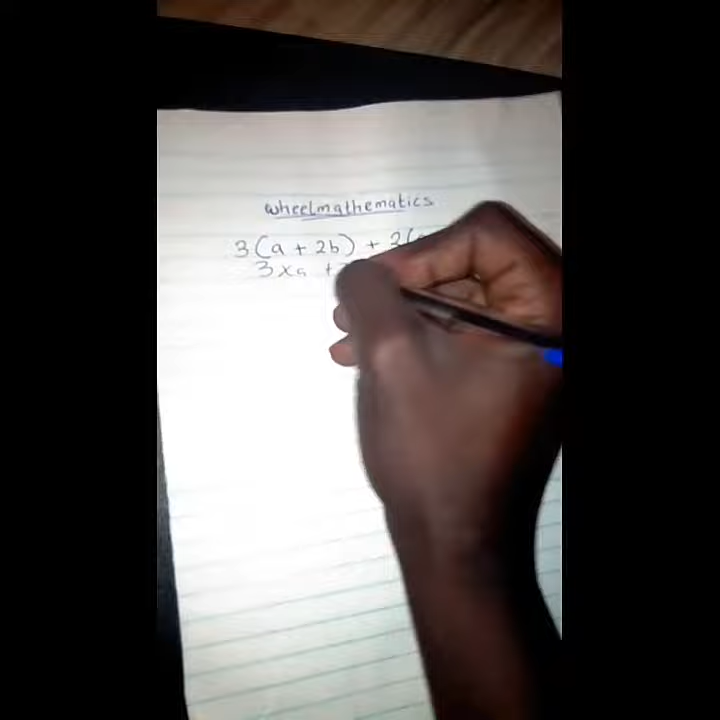 wheelmathematics
3(a + 2b) + 2(
3xa +